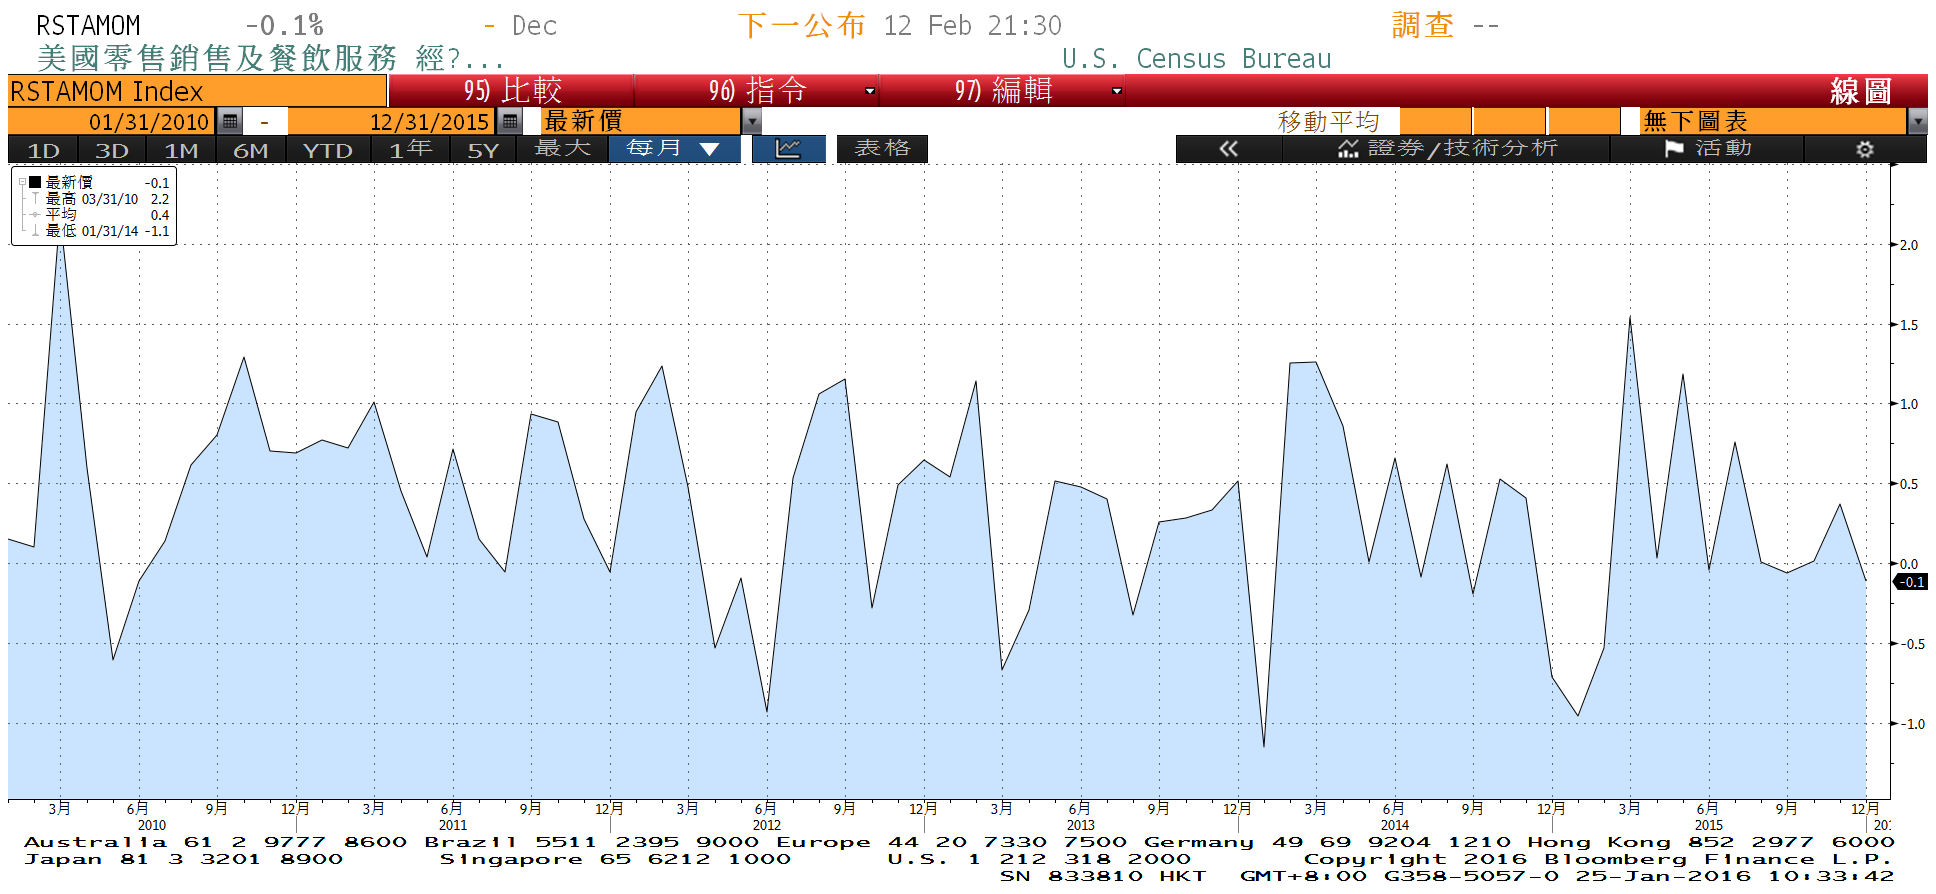 RSTAMOM -0.1% - Dec 下一公布 12 Feb 21:30 調查 --
美國零售銷售及餐飲服務 經?... U.S. Census Bureau
RSTAMOM Index 95) 比較 96) 指令 97) 編輯 線圖
01/31/2010 - 12/31/2015 最新價 移動平均 無下圖表
1D 3D 1M 6M YTD 1年 5Y 最大 每月 ▼ 表格 « 證券/技術分析 活動
最新價 -0.1
最高 03/31/10 2.2
平均 0.4
最低 01/31/14 -1.1
2.0
1.5
1.0
0.5
0.0
-0.1
-0.5
-1.0
3月 6月 9月 12月 3月 6月 9月 12月 3月 6月 9月 12月 3月 6月 9月 12月 3月 6月 9月 12月 3月 6月 9月 12月
2010 2011 2012 2013 2014 2015 201
Australia 61 2 9777 8600 Brazil 5511 2395 9000 Europe 44 20 7330 7500 Germany 49 69 9204 1210 Hong Kong 852 2977 6000
Japan 81 3 3201 8900 Singapore 65 6212 1000 U.S. 1 212 318 2000 Copyright 2016 Bloomberg Finance L.P.
SN 833810 HKT GMT+8:00 G358-5057-0 25-Jan-2016 10:33:42